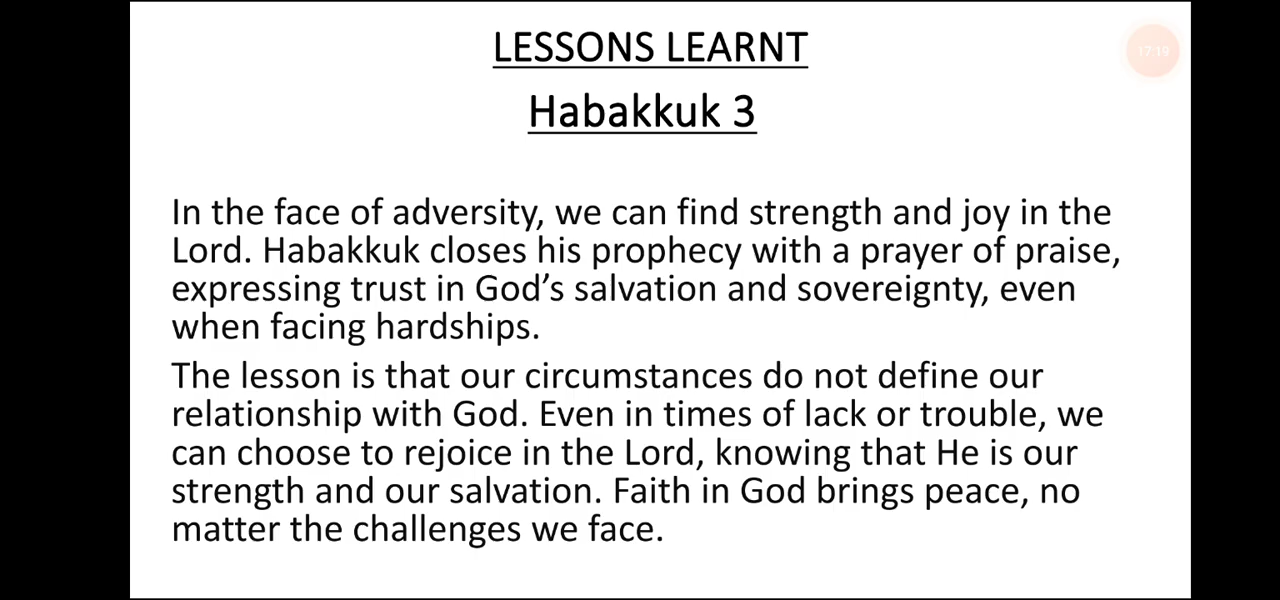 LESSONS LEARNT
17:19
Habakkuk 3
In the face of adversity, we can find strength and joy in the
Lord. Habakkuk closes his prophecy with a prayer of praise,
expressing trust in God’s salvation and sovereignty, even
when facing hardships.
The lesson is that our circumstances do not define our
relationship with God. Even in times of lack or trouble, we
can choose to rejoice in the Lord, knowing that He is our
strength and our salvation. Faith in God brings peace, no
matter the challenges we face.